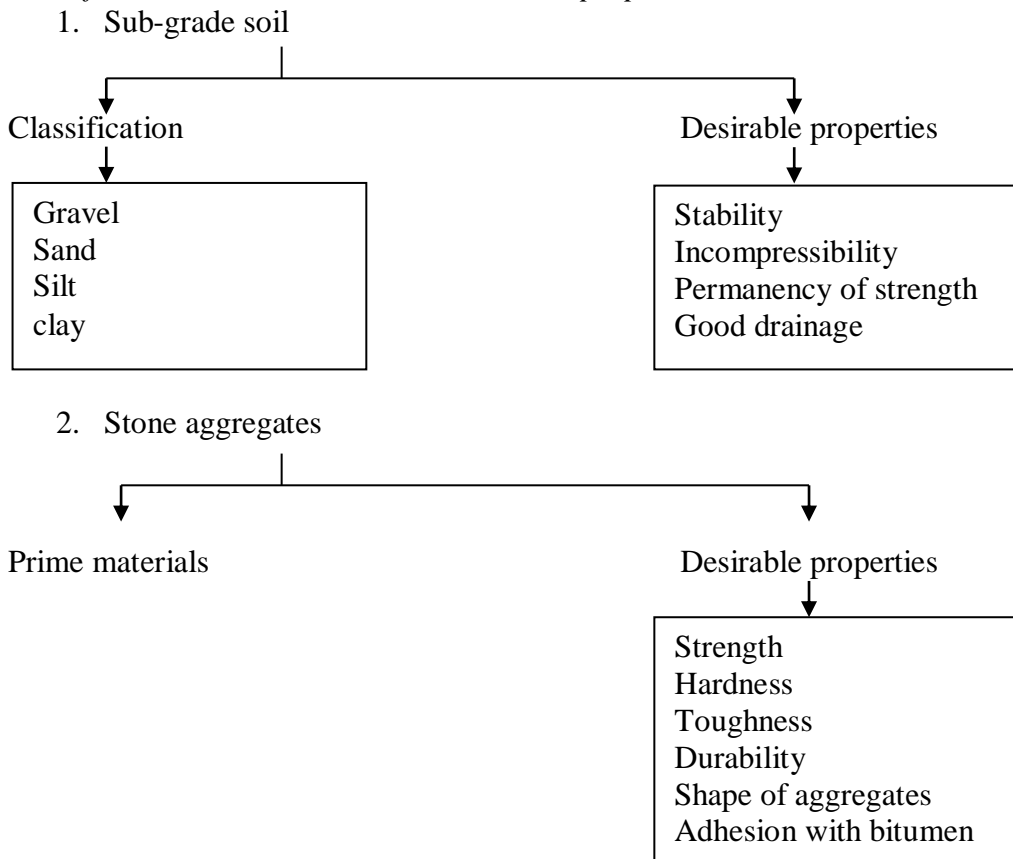 1. Sub-grade soil
Classification
Desirable properties
Gravel
Sand
Silt
clay
Stability
Incompressibility
Permanency of strength
Good drainage
2. Stone aggregates
Prime materials
Desirable properties
Strength
Hardness
Toughness
Durability
Shape of aggregates
Adhesion with bitumen